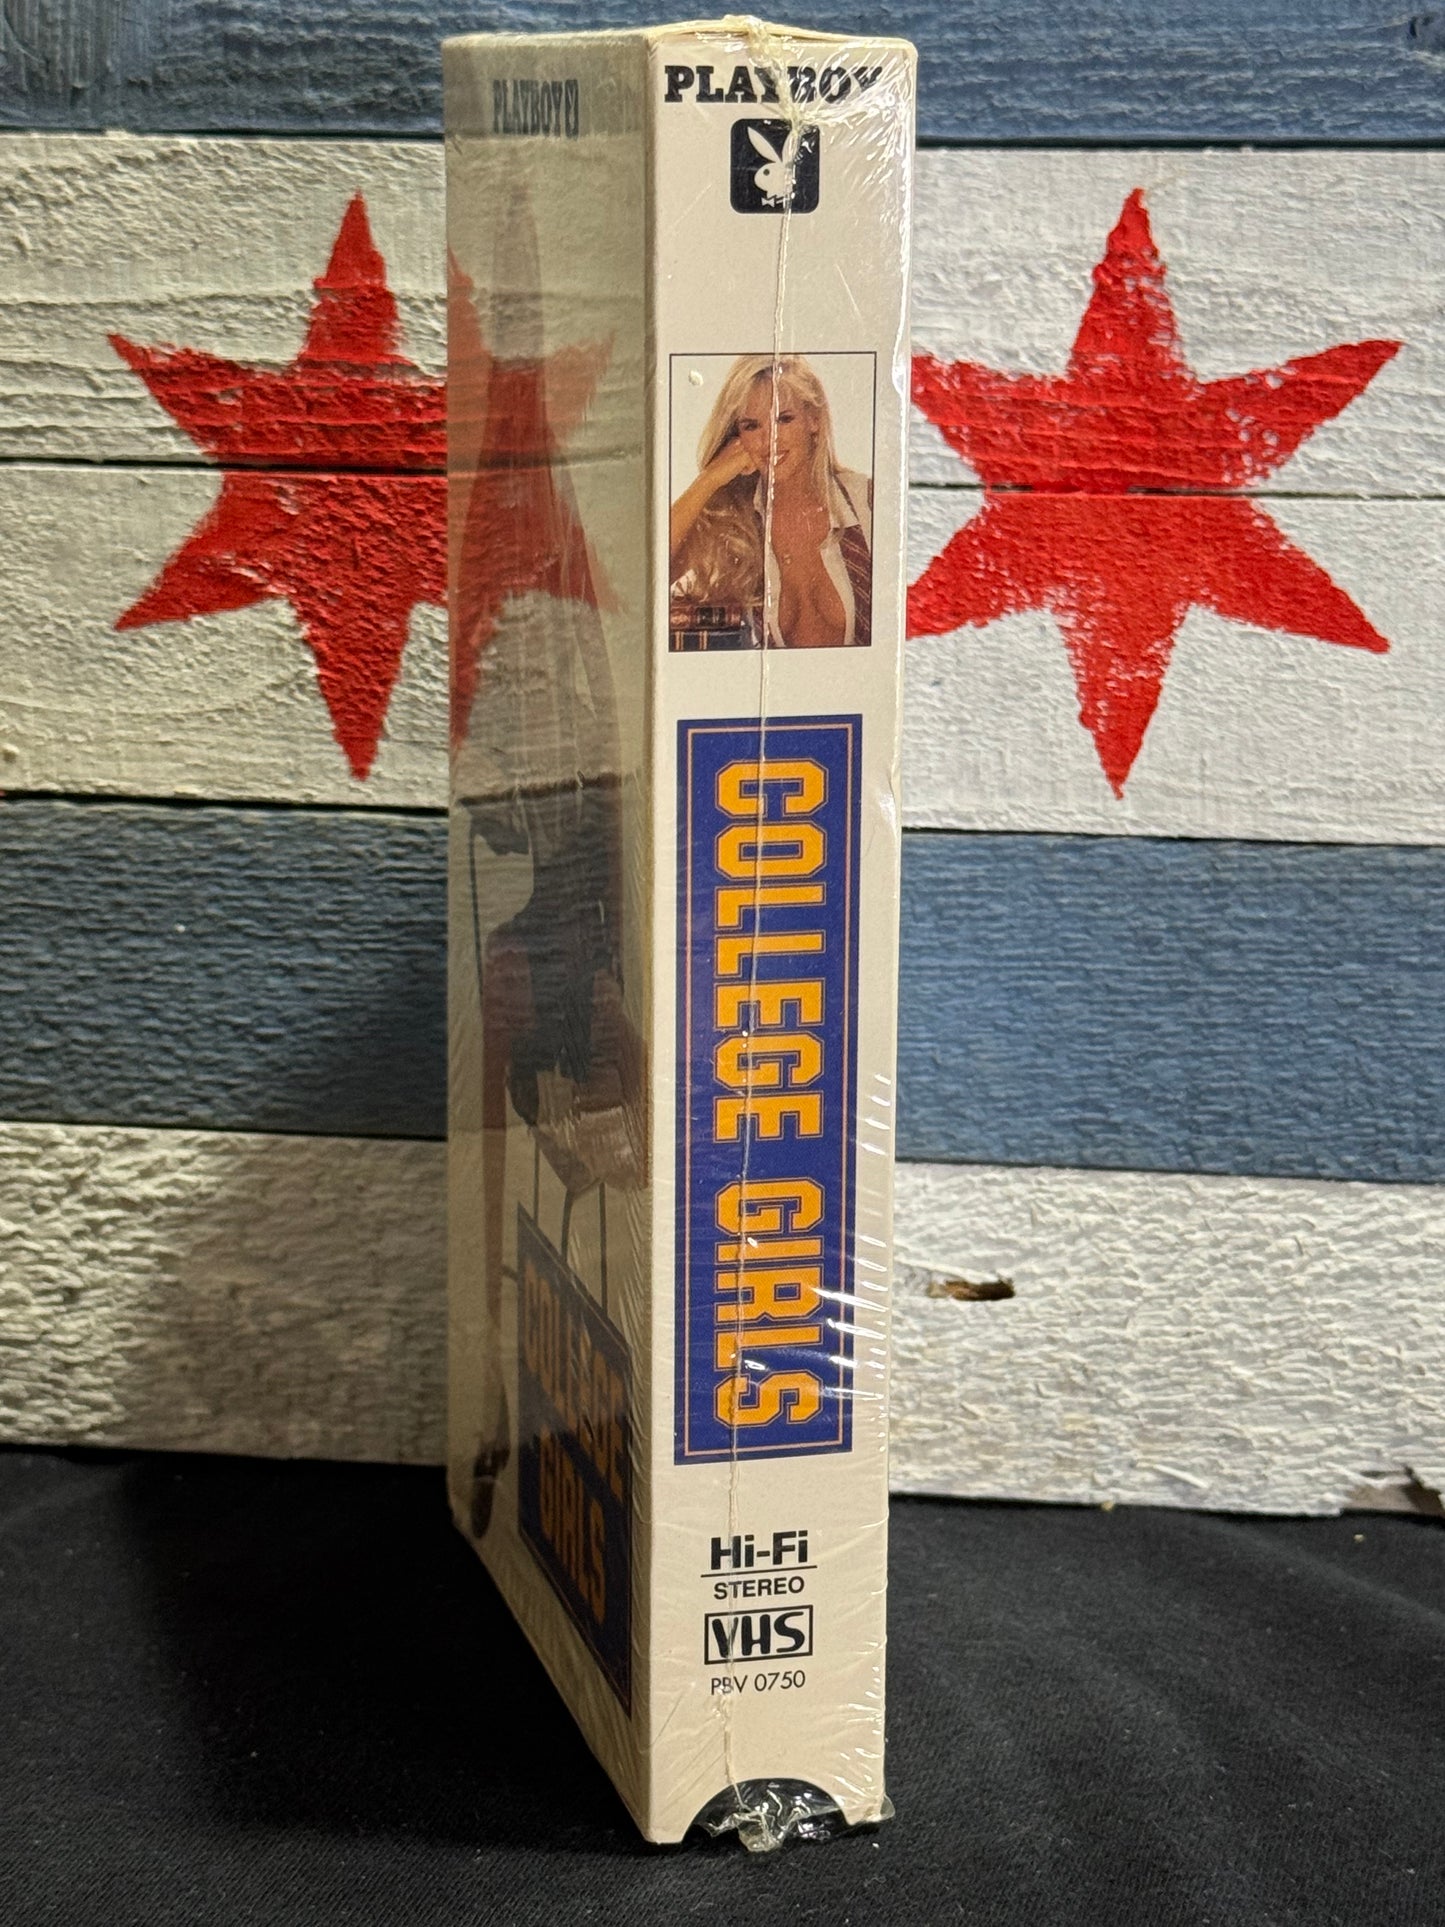 PLAYBOY
PLAYBOY
COLLEGE GIRLS
COLLEGE
GIRLS
Hi-Fi
STEREO
VHS
PBV 0750